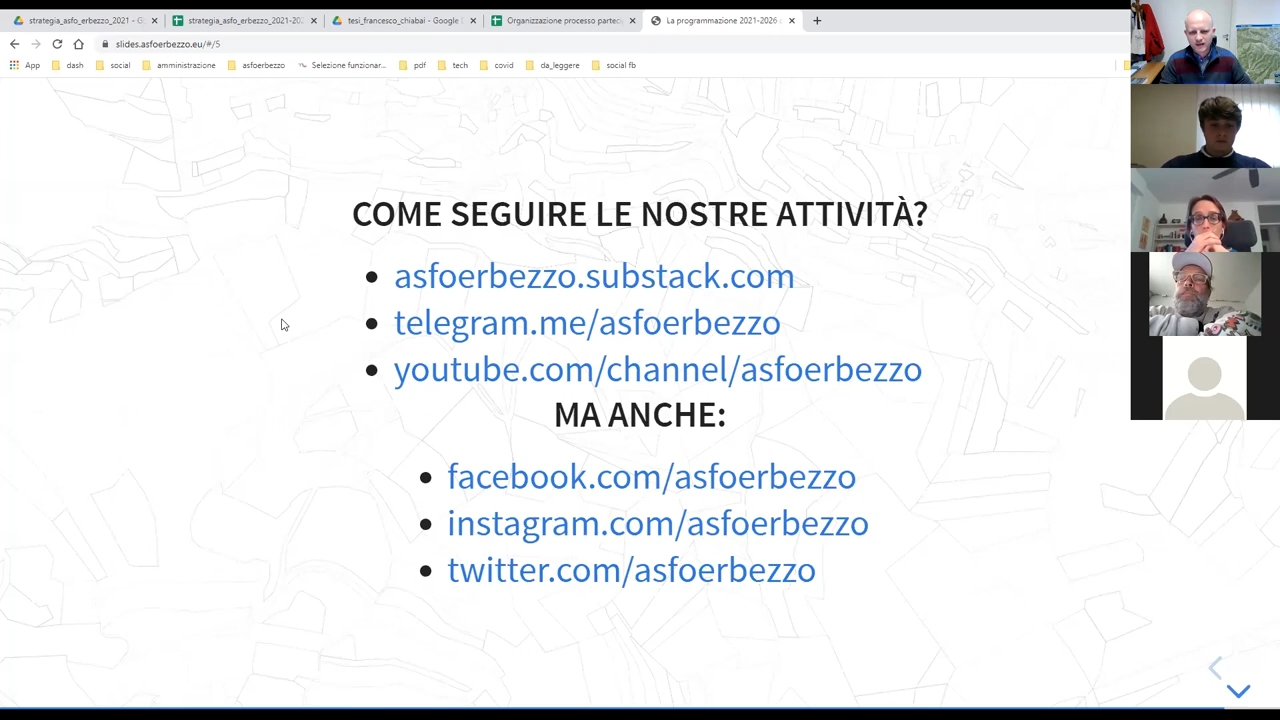 strategia_asfo_erbezzo_2021 - G
strategia_asfo_erbezzo_2021-202
tesi_francesco_chiabai - Google D
Organizzazione processo partec
La programmazione 2021-2026 d
slides.asfoerbezzo.eu/#/5
App
dash
social
amministrazione
asfoerbezzo
Selezione funzionar...
pdf
tech
covid
da_leggere
social fb
COME SEGUIRE LE NOSTRE ATTIVITÀ?
asfoerbezzo.substack.com
telegram.me/asfoerbezzo
youtube.com/channel/asfoerbezzo
MA ANCHE:
facebook.com/asfoerbezzo
instagram.com/asfoerbezzo
twitter.com/asfoerbezzo